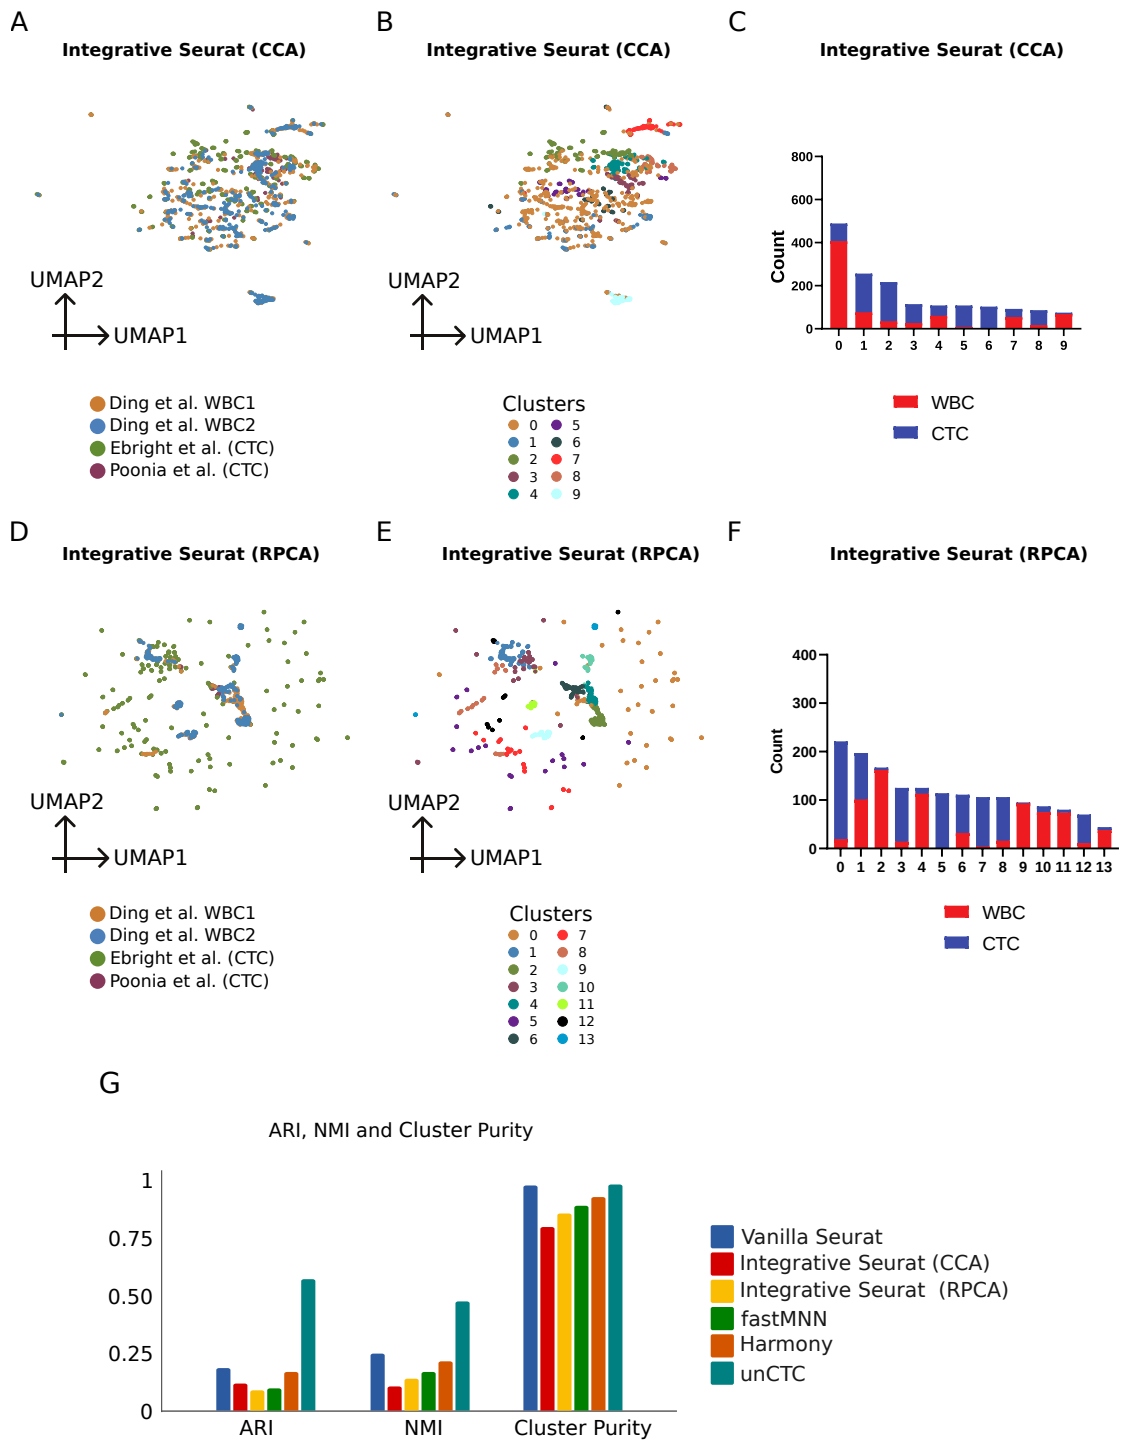 A
Integrative Seurat (CCA)
B
Integrative Seurat (CCA)
C
Integrative Seurat (CCA)
UMAP2
UMAP1
UMAP2
UMAP1
Count
800
600
400
200
0
0 1 2 3 4 5 6 7 8 9
WBC
CTC
Ding et al. WBC1
Ding et al. WBC2
Ebright et al. (CTC)
Poonia et al. (CTC)
Clusters
0 5
1 6
2 7
3 8
4 9
D
Integrative Seurat (RPCA)
E
Integrative Seurat (RPCA)
F
Integrative Seurat (RPCA)
UMAP2
UMAP1
UMAP2
UMAP1
Count
400
300
200
100
0
0 1 2 3 4 5 6 7 8 9 10 11 12 13
WBC
CTC
Ding et al. WBC1
Ding et al. WBC2
Ebright et al. (CTC)
Poonia et al. (CTC)
Clusters
0 7
1 8
2 9
3 10
4 11
5 12
6 13
G
ARI, NMI and Cluster Purity
1
0.75
0.50
0.25
0
ARI NMI Cluster Purity
Vanilla Seurat
Integrative Seurat (CCA)
Integrative Seurat (RPCA)
fastMNN
Harmony
unCTC